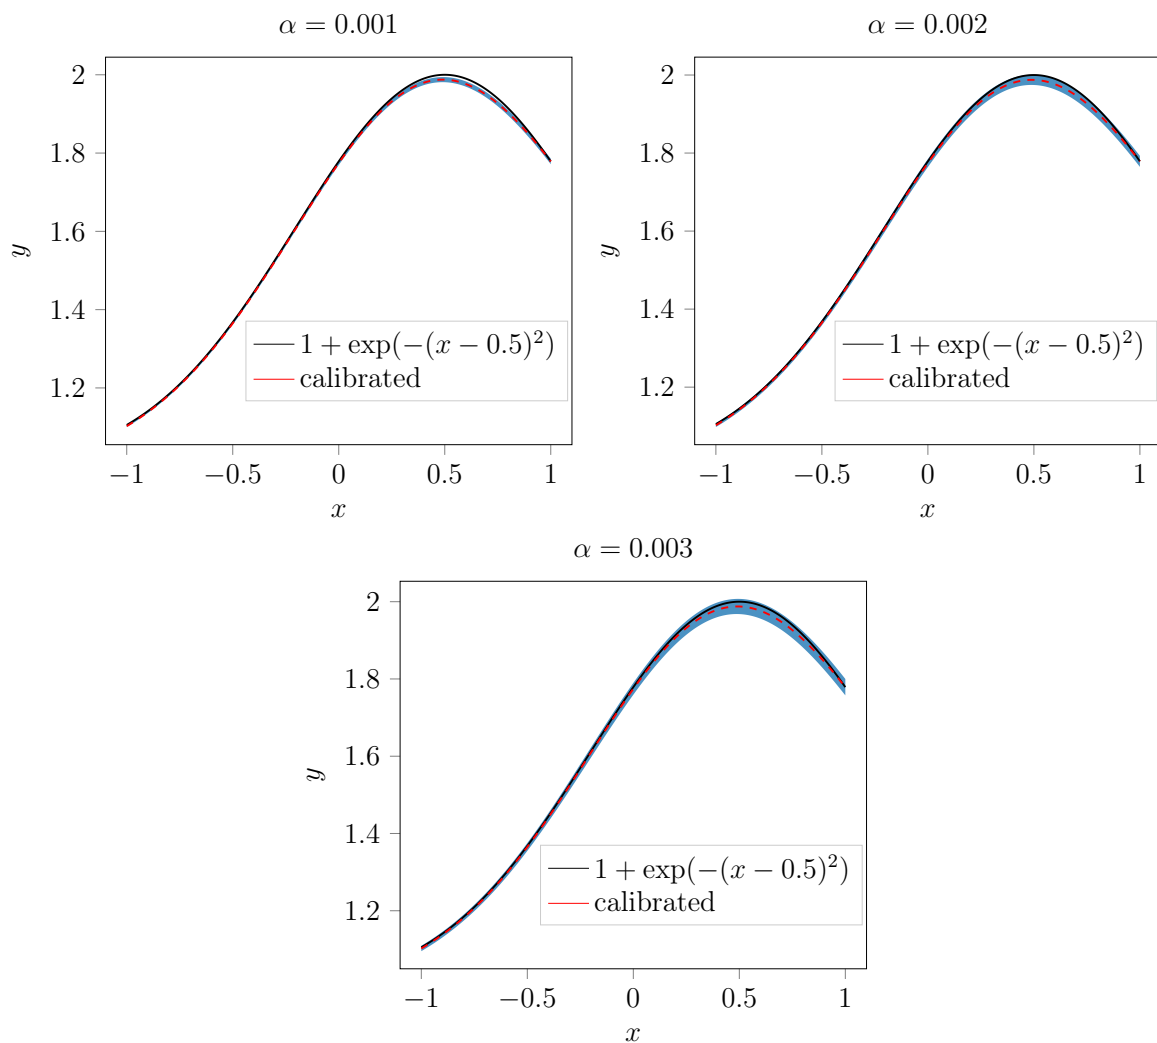 α = 0.001
2
1.8
1.6
1.4
1.2
y
1 + exp(−(x − 0.5)²)
calibrated
−1 −0.5 0 0.5 1
x
α = 0.002
2
1.8
1.6
1.4
1.2
y
1 + exp(−(x − 0.5)²)
calibrated
−1 −0.5 0 0.5 1
x
α = 0.003
2
1.8
1.6
1.4
1.2
y
1 + exp(−(x − 0.5)²)
calibrated
−1 −0.5 0 0.5 1
x